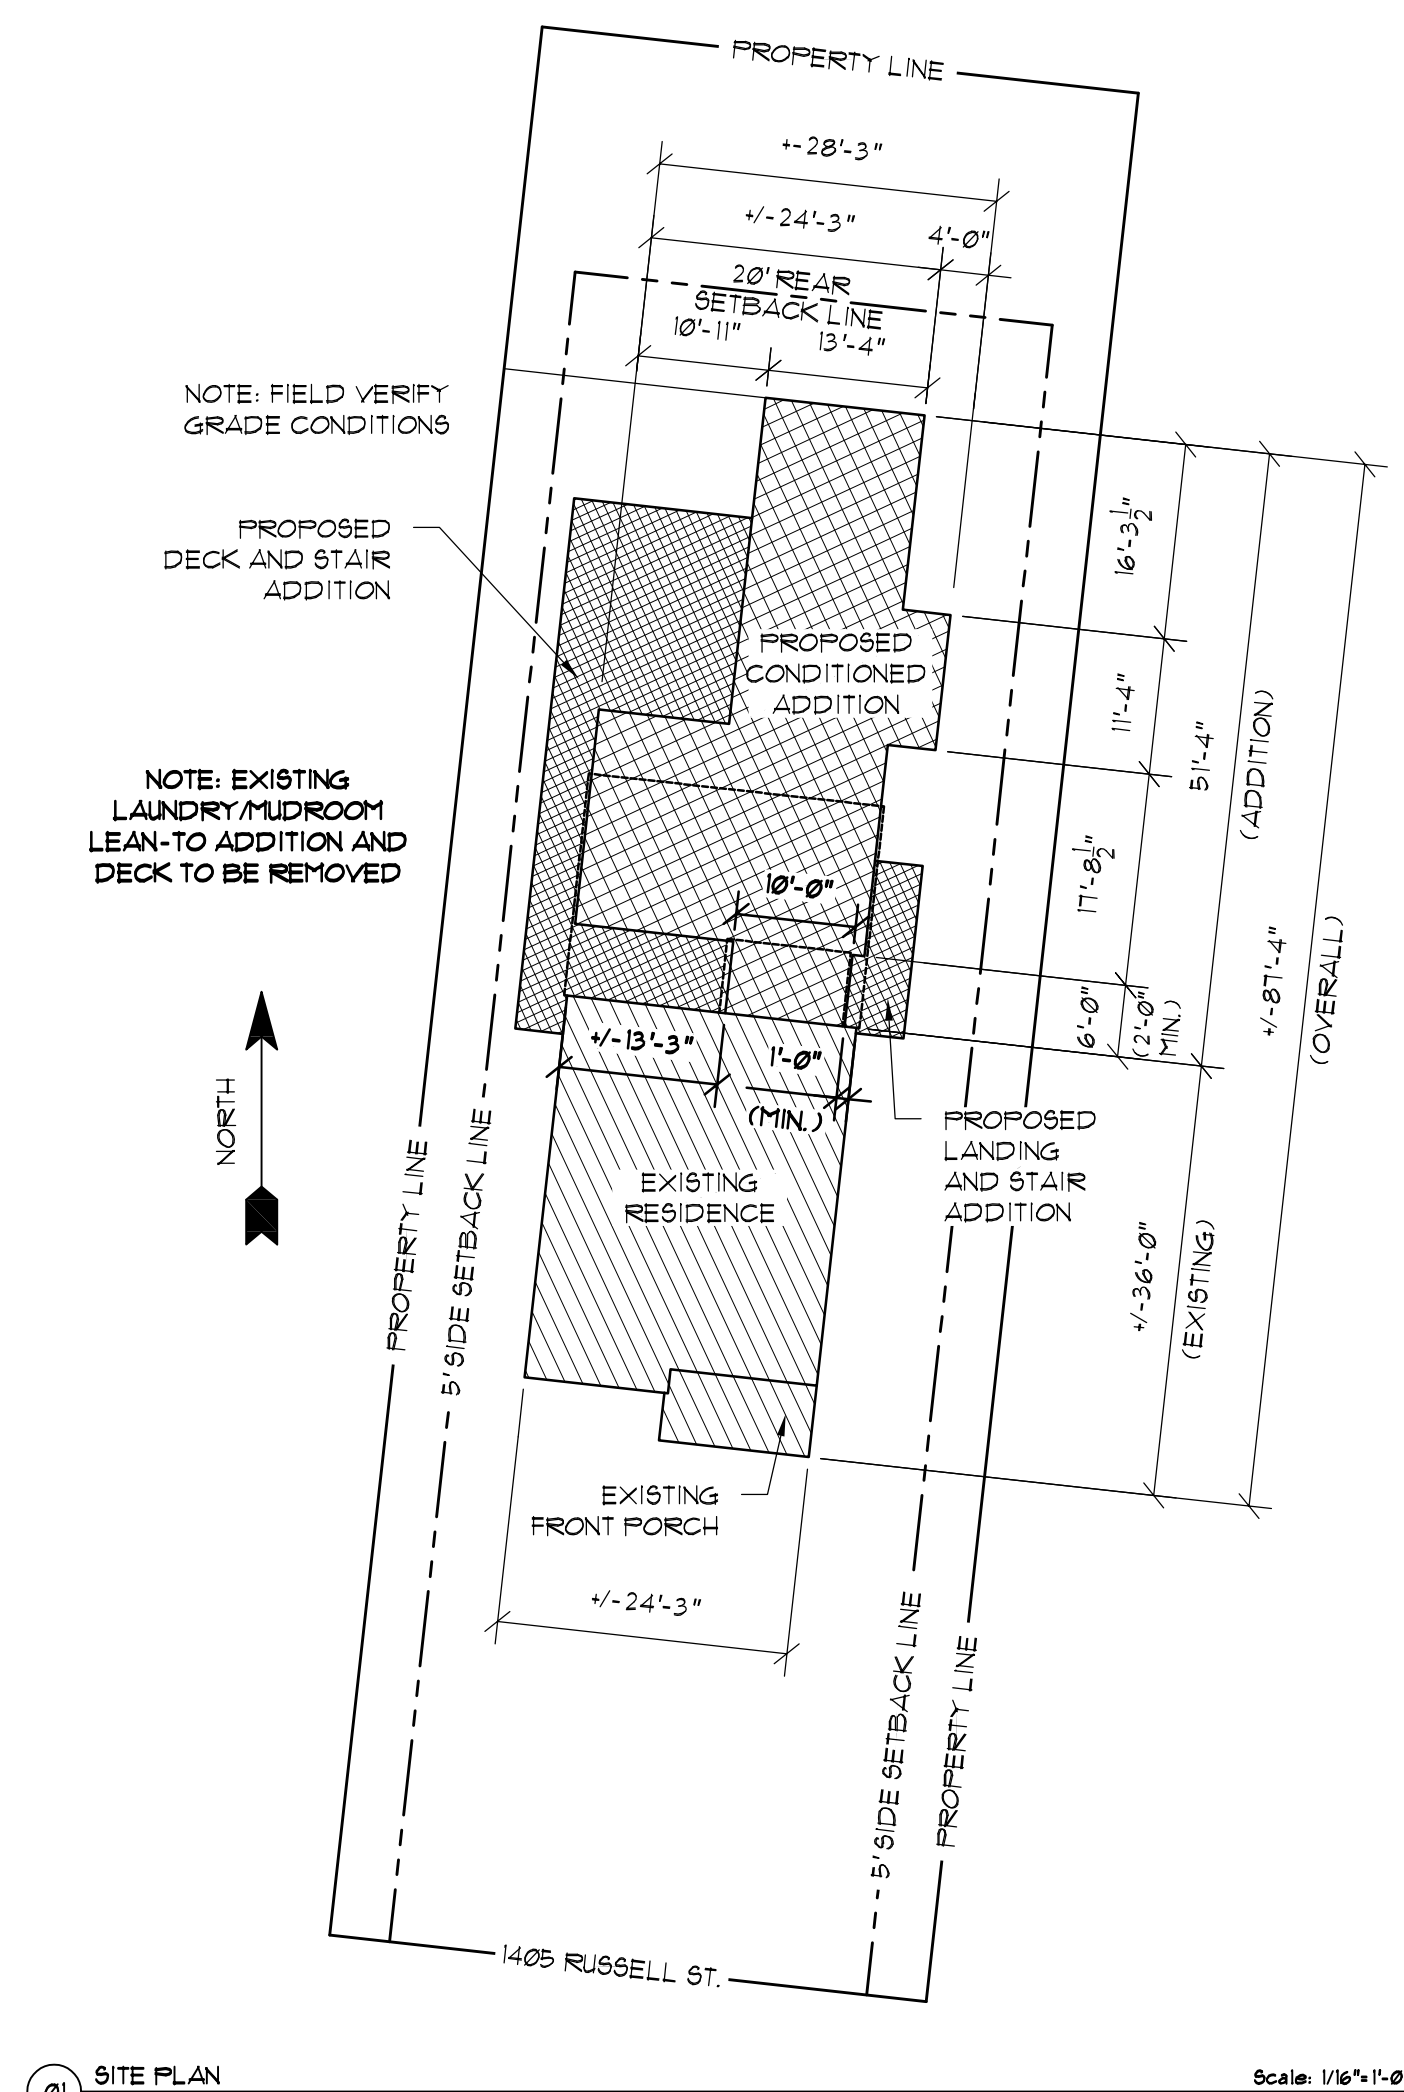 PROPERTY LINE
+-28'-3"
+/-24'-3"
4'-0"
20' REAR
SETBACK LINE
10'-11"
13'-4"
NOTE: FIELD VERIFY
GRADE CONDITIONS
PROPOSED
DECK AND STAIR
ADDITION
16'-3 1/2"
PROPOSED
CONDITIONED
ADDITION
11'-4"
51'-4"
(ADDITION)
NOTE: EXISTING
LAUNDRY/MUDROOM
LEAN-TO ADDITION AND
DECK TO BE REMOVED
17'-8 1/2"
10'-0"
+/-87'-4"
(OVERALL)
6'-0"
(2'-0"
MIN.)
+/-13'-3"
1'-0"
(MIN.)
NORTH
PROPOSED
LANDING
AND STAIR
ADDITION
EXISTING
RESIDENCE
PROPERTY LINE
5' SIDE SETBACK LINE
+/-36'-0"
(EXISTING)
EXISTING
FRONT PORCH
+/-24'-3"
5' SIDE SETBACK LINE
PROPERTY LINE
1405 RUSSELL ST.
01
SITE PLAN
Scale: 1/16"=1'-0